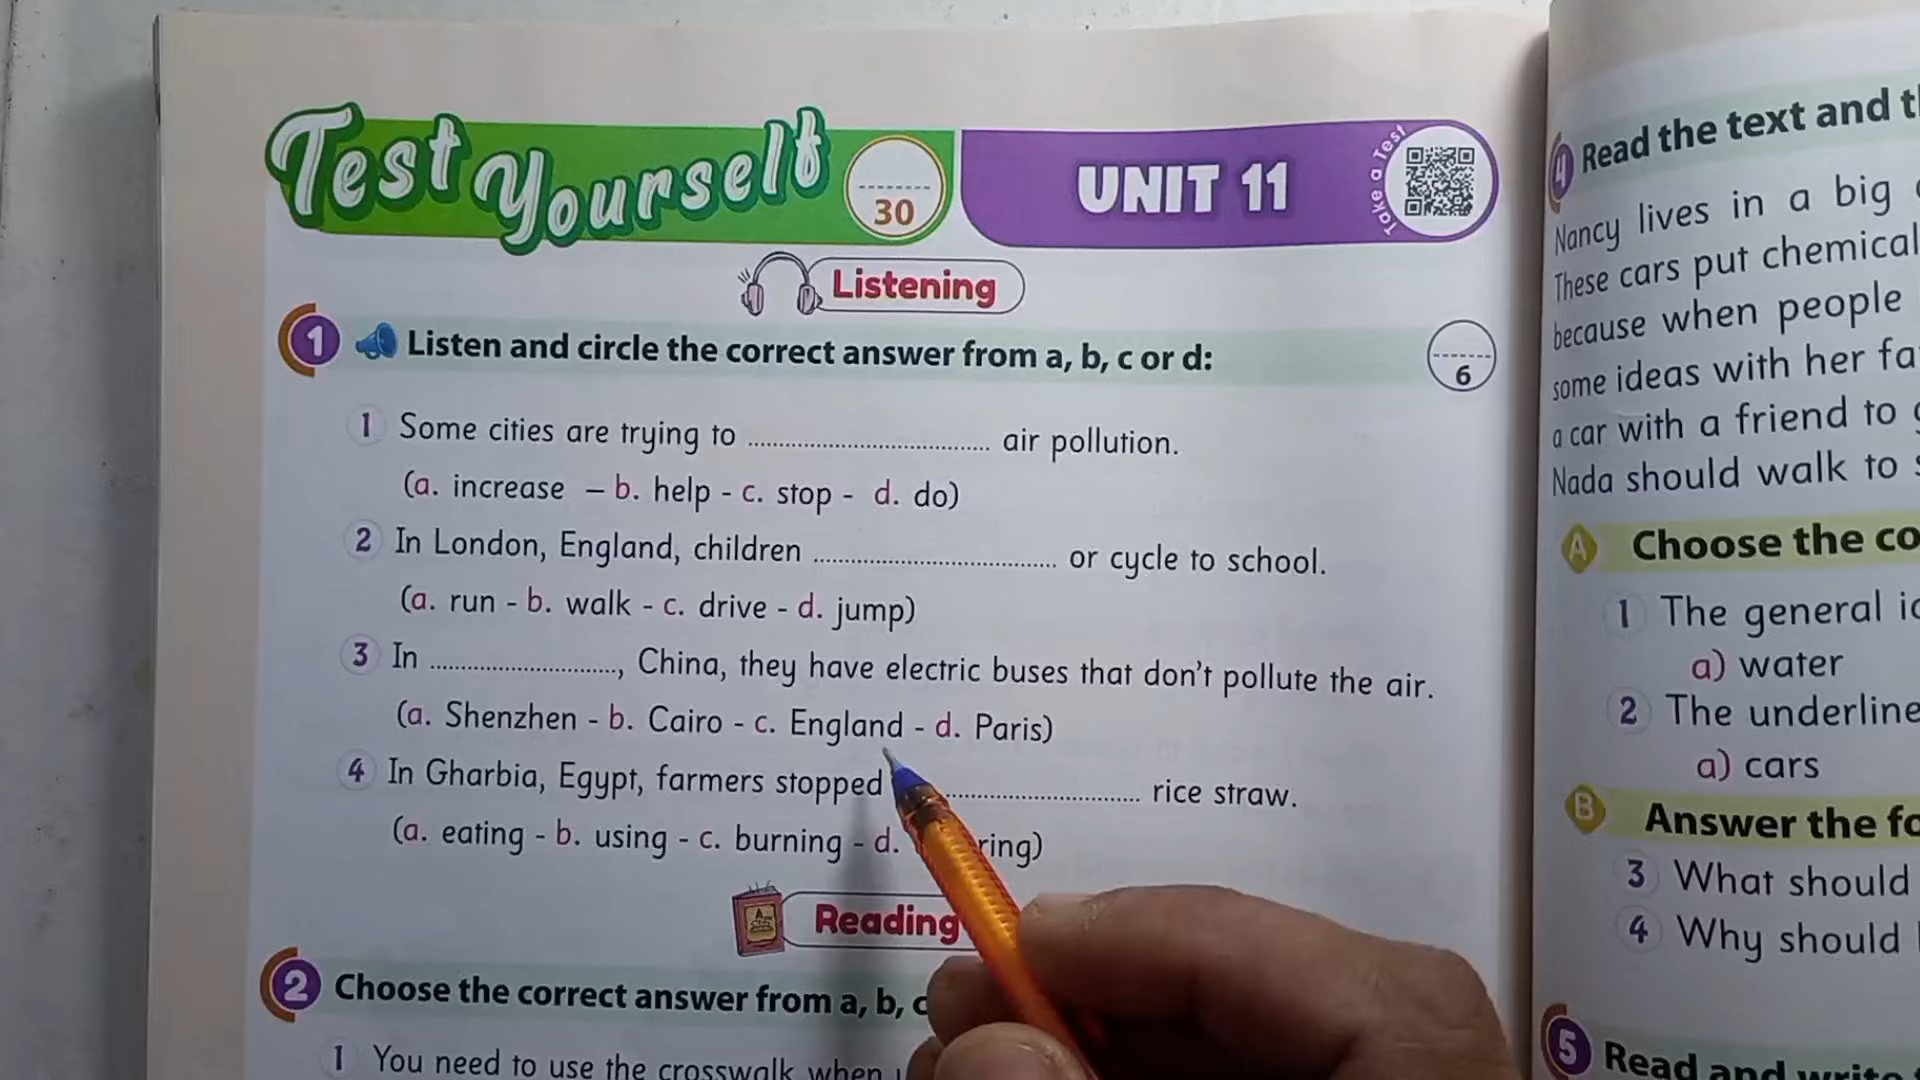 Test Yourself
30
UNIT 11
Take a Test
Listening
1 Listen and circle the correct answer from a, b, c or d:
6
1 Some cities are trying to ................................ air pollution.
(a. increase – b. help - c. stop - d. do)
2 In London, England, children ................................ or cycle to school.
(a. run - b. walk - c. drive - d. jump)
3 In ........................., China, they have electric buses that don't pollute the air.
(a. Shenzhen - b. Cairo - c. England - d. Paris)
4 In Gharbia, Egypt, farmers stopped .......................... rice straw.
(a. eating - b. using - c. burning - d.
Reading
2 Choose the correct answer from a, b,
1 You need to use the crosswalk when
4 Read the text and
Nancy lives in a big
These cars put chemical
because when people
some ideas with her
a car with a friend to
Nada should walk to
A Choose the
1 The general
a) water
2 The underline
a) cars
B Answer the
3 What should
4 Why should
5 Read and write